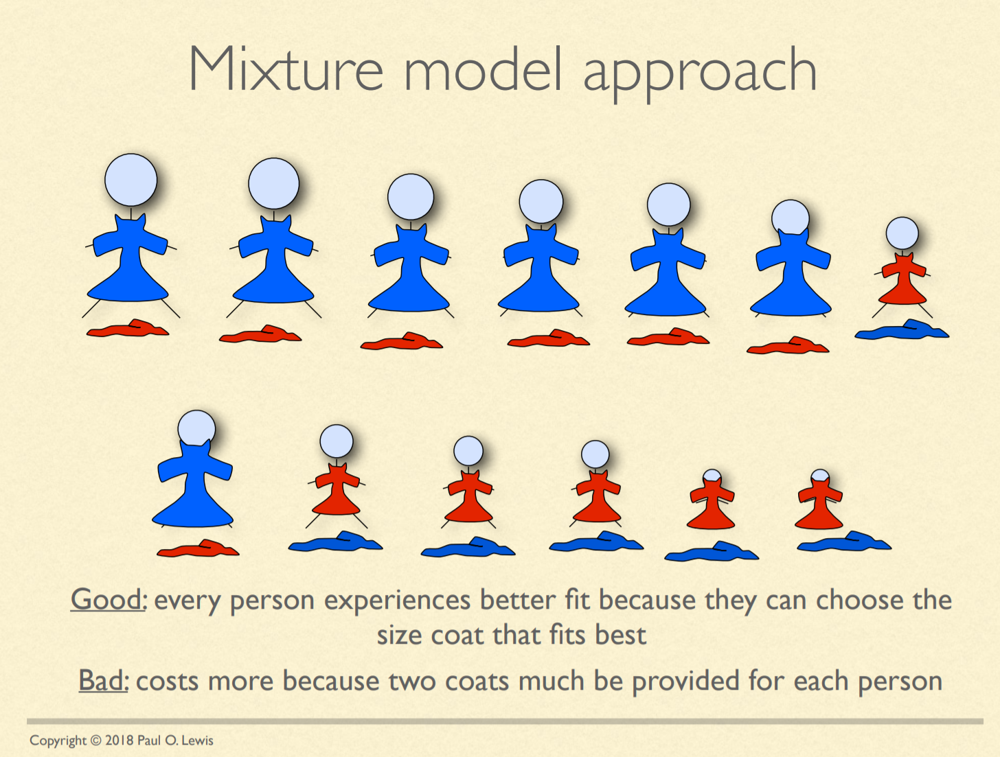 Mixture model approach
Good: every person experiences better fit because they can choose the
size coat that fits best
Bad: costs more because two coats much be provided for each person
Copyright © 2018 Paul O. Lewis